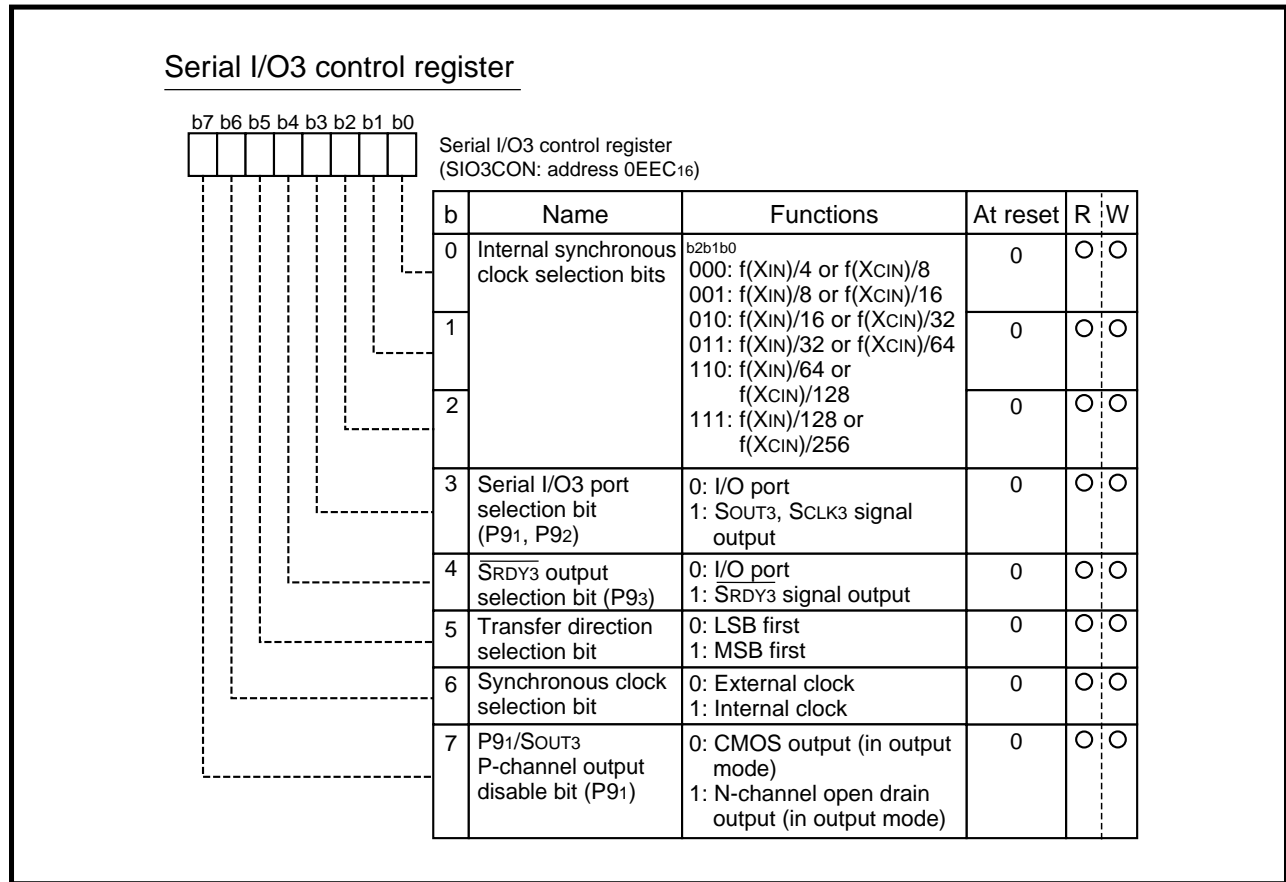 Serial I/O3 control register
b7 b6 b5 b4 b3 b2 b1 b0
Serial I/O3 control register
(SIO3CON: address 0EEC16)
b Name Functions At reset R W
0 Internal synchronous clock selection bits
b2b1b0
000: f(XIN)/4 or f(XCIN)/8
001: f(XIN)/8 or f(XCIN)/16
010: f(XIN)/16 or f(XCIN)/32
011: f(XIN)/32 or f(XCIN)/64
110: f(XIN)/64 or
f(XCIN)/128
111: f(XIN)/128 or
f(XCIN)/256
0
1
0
2
0
3
Serial I/O3 port
selection bit
(P91, P92)
0: I/O port
1: SOUT3, SCLK3 signal
output
0
4
SRDY3 output
selection bit (P93)
0: I/O port
1: SRDY3 signal output
0
5
Transfer direction
selection bit
0: LSB first
1: MSB first
0
6
Synchronous clock
selection bit
0: External clock
1: Internal clock
0
7
P91/SOUT3
P-channel output
disable bit (P91)
0: CMOS output (in output
mode)
1: N-channel open drain
output (in output mode)
0